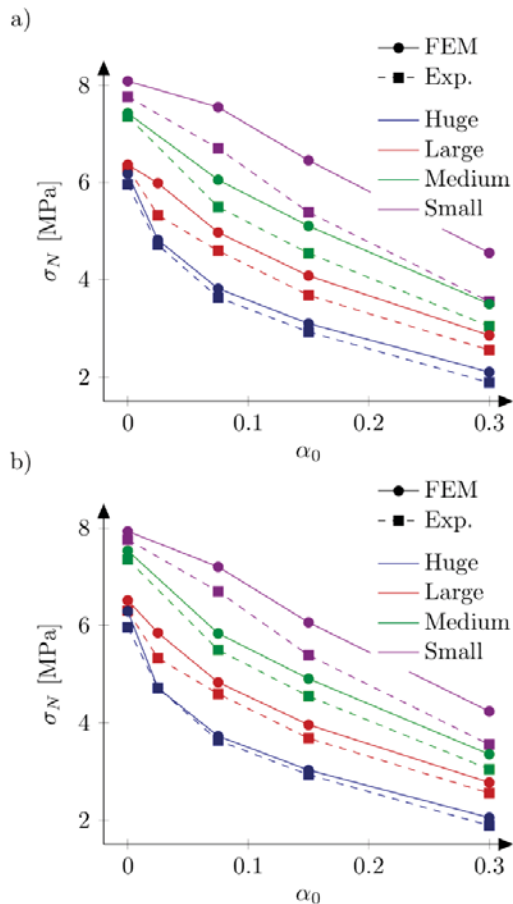 a)
FEM
Exp.
Huge
Large
Medium
Small
8
6
4
2
σN [MPa]
0
0.1
0.2
0.3
α0
b)
FEM
Exp.
Huge
Large
Medium
Small
8
6
4
2
σN [MPa]
0
0.1
0.2
0.3
α0